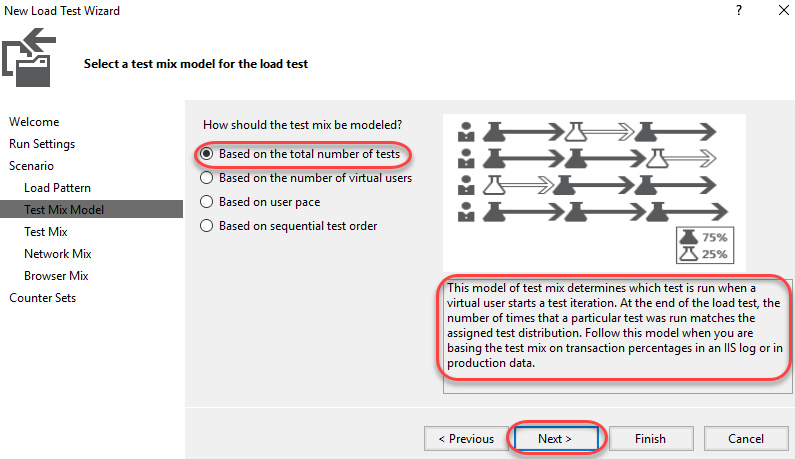 New Load Test Wizard
?
Select a test mix model for the load test
Welcome
Run Settings
Scenario
Load Pattern
Test Mix Model
Test Mix
Network Mix
Browser Mix
Counter Sets
How should the test mix be modeled?
Based on the total number of tests
Based on the number of virtual users
Based on user pace
Based on sequential test order
75%
25%
This model of test mix determines which test is run when a
virtual user starts a test iteration. At the end of the load test, the
number of times that a particular test was run matches the
assigned test distribution. Follow this model when you are
basing the test mix on transaction percentages in an IIS log or in
production data.
< Previous
Next >
Finish
Cancel